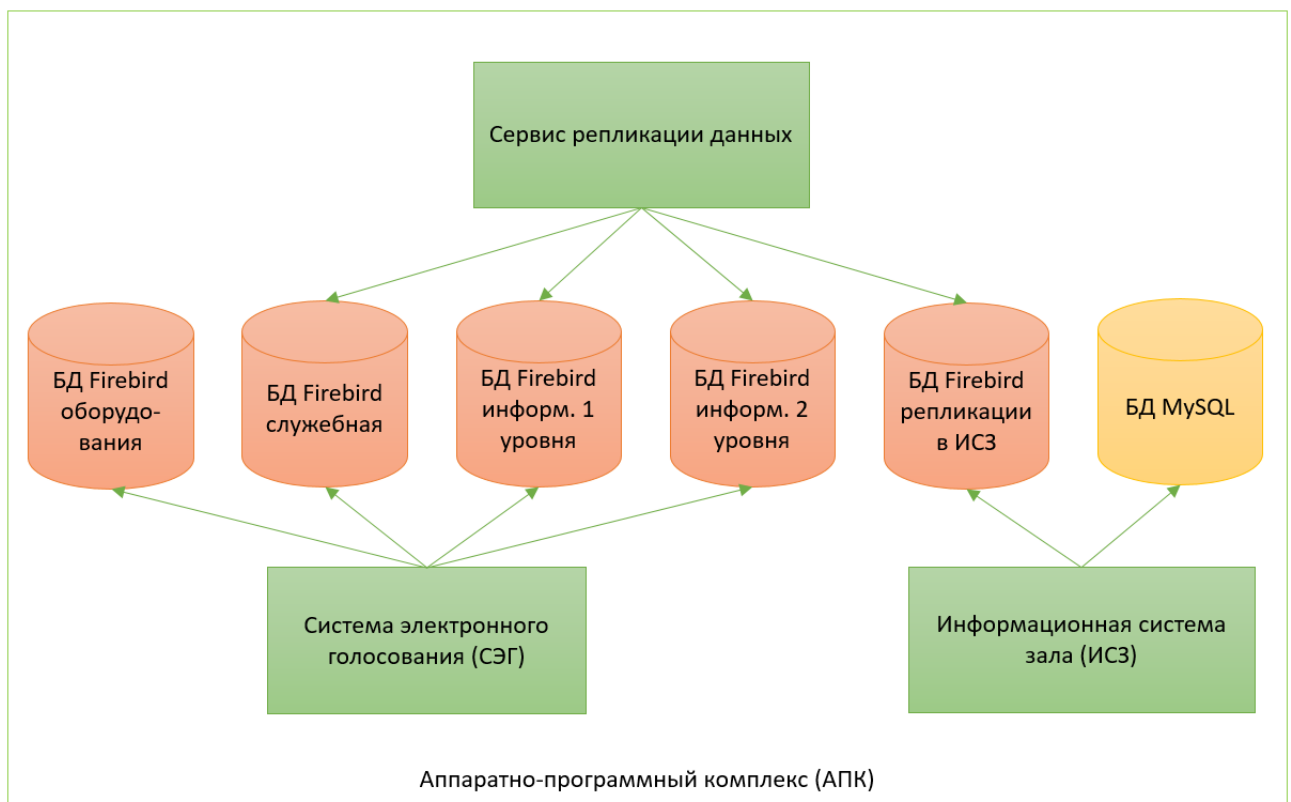 Сервис репликации данных
БД Firebird
оборудо-
вания
БД Firebird
служебная
БД Firebird
информ. 1
уровня
БД Firebird
информ. 2
уровня
БД Firebird
репликации
в ИСЗ
БД MySQL
Система электронного
голосования (СЭГ)
Информационная система
зала (ИСЗ)
Аппаратно-программный комплекс (АПК)